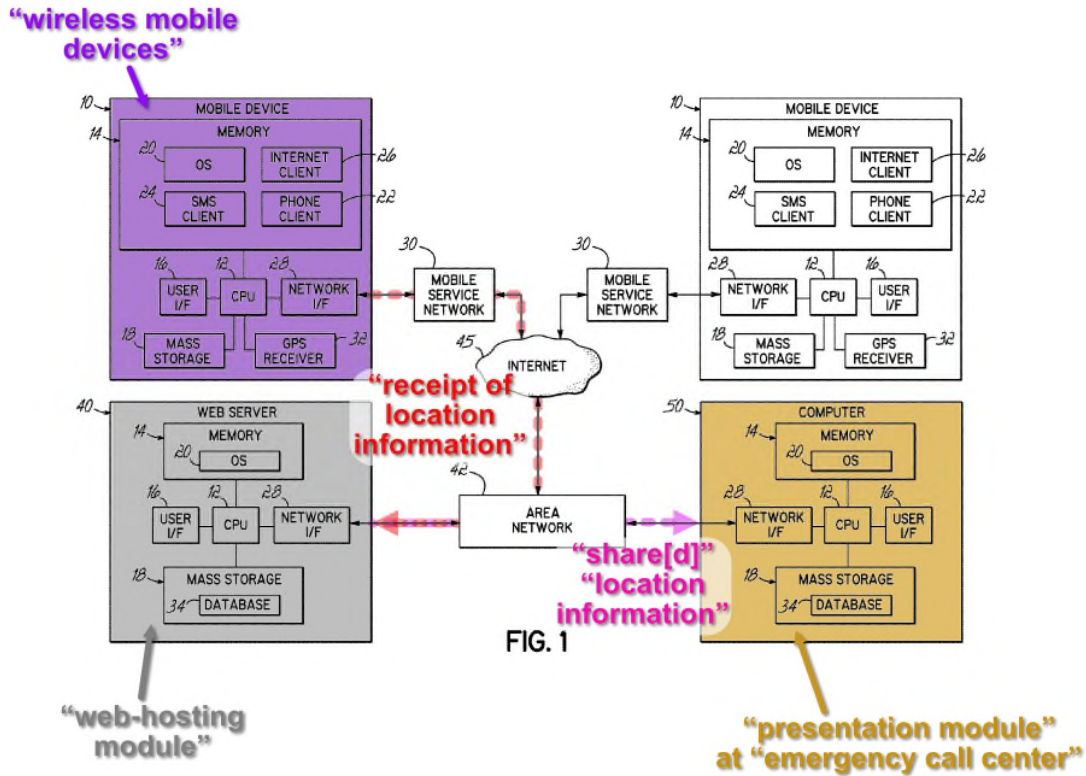 “wireless mobile
devices”
10
MOBILE DEVICE
14
MEMORY
20
OS
INTERNET
CLIENT
26
24
SMS
CLIENT
PHONE
CLIENT
22
16
12
28
USER
I/F
CPU
NETWORK
I/F
18
MASS
STORAGE
GPS
RECEIVER
32
30
MOBILE
SERVICE
NETWORK
30
MOBILE
SERVICE
NETWORK
10
MOBILE DEVICE
14
MEMORY
20
OS
INTERNET
CLIENT
26
24
SMS
CLIENT
PHONE
CLIENT
22
28
12
16
NETWORK
I/F
CPU
USER
I/F
18
MASS
STORAGE
GPS
RECEIVER
32
45
INTERNET
“receipt of
location
information”
40
WEB SERVER
14
MEMORY
20
OS
16
12
28
USER
I/F
CPU
NETWORK
I/F
18
MASS STORAGE
34
DATABASE
42
AREA
NETWORK
“share[d]”
“location
information”
50
COMPUTER
14
MEMORY
20
OS
28
12
16
NETWORK
I/F
CPU
USER
I/F
18
MASS STORAGE
34
DATABASE
FIG. 1
“web-hosting
module”
“presentation module”
at “emergency call center”